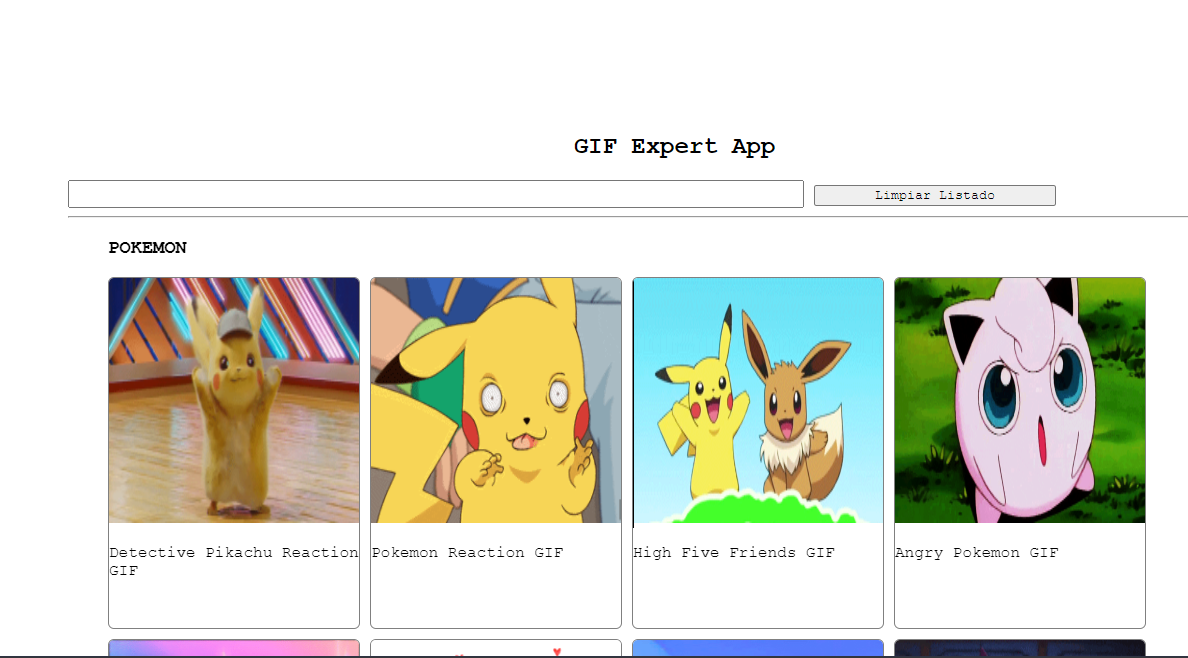 GIF Expert App
Limpiar Listado
POKEMON
Detective Pikachu Reaction
GIF
Pokemon Reaction GIF
High Five Friends GIF
Angry Pokemon GIF